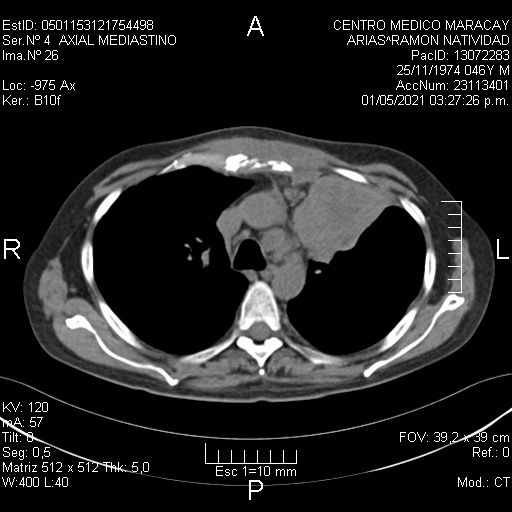 EstID: 0501153121754498
Ser.Nº 4 AXIAL MEDIASTINO
Ima.Nº 26
Loc: -975 Ax
Ker.: B10f
A
CENTRO MEDICO MARACAY
ARIAS^RAMON NATIVIDAD
PacID: 13072283
25/11/1974 046Y M
AccNum: 23113401
01/05/2021 03:27:26 p.m.
R
L
KV: 120
mA: 57
Tilt: 0
Seg: 0,5
Matriz 512 x 512 Thk: 5,0
W:400 L:40
Esc 1=10 mm
P
FOV: 39,2 x 39 cm
Ref.: 0
Mod.: CT